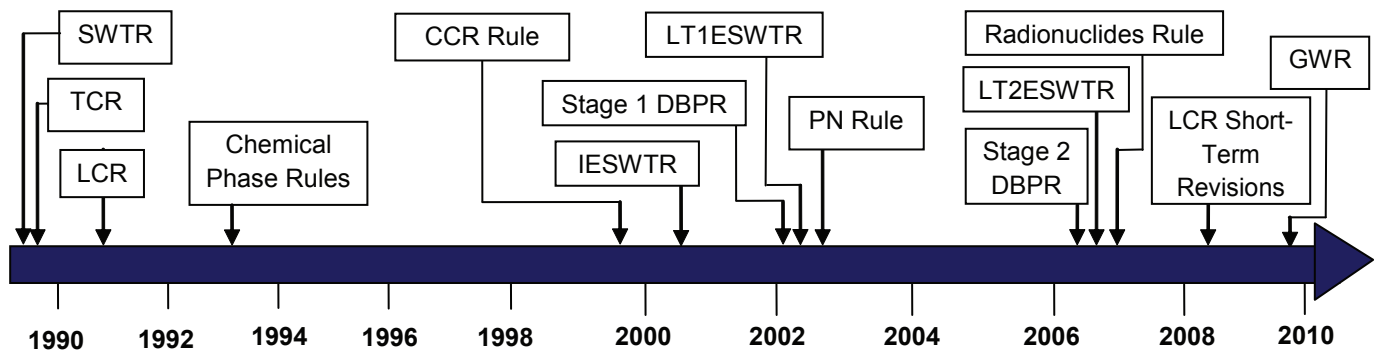 SWTR
TCR
LCR
Chemical
Phase Rules
CCR Rule
Stage 1 DBPR
IESWTR
LT1ESWTR
PN Rule
Radionuclides Rule
LT2ESWTR
Stage 2
DBPR
LCR Short-
Term
Revisions
GWR
1990
1992
1994
1996
1998
2000
2002
2004
2006
2008
2010